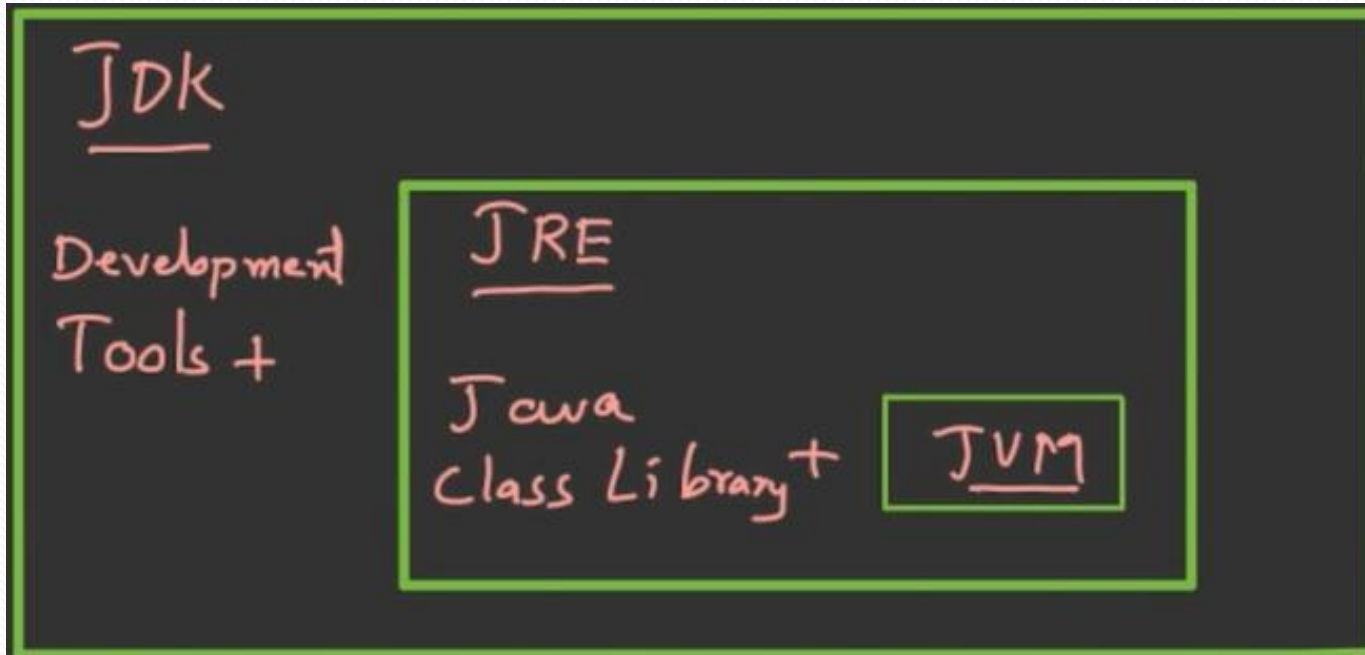 JDK
Development
Tools +
JRE
Java
Class Library +
JVM